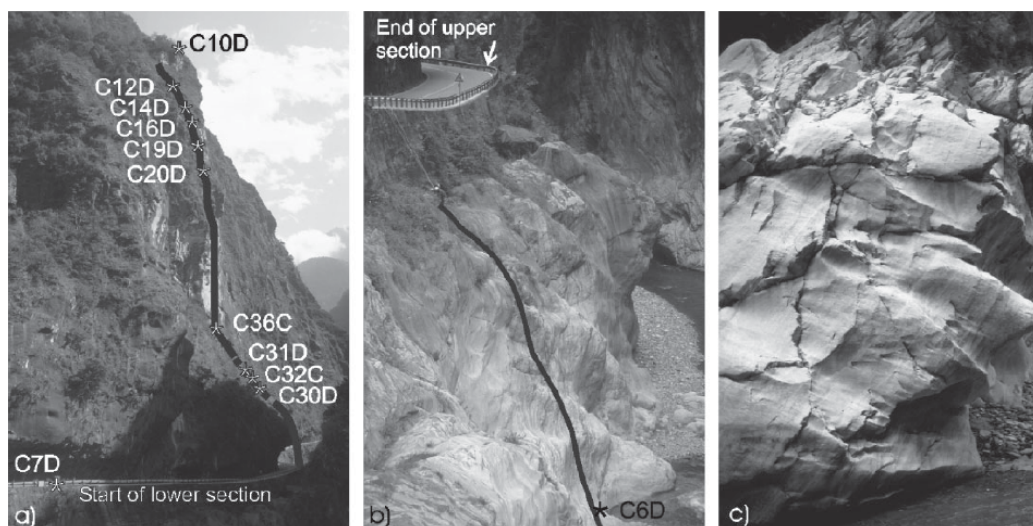 C10D
C12D
C14D
C16D
C19D
C20D
C36C
C31D
C32C
C30D
C7D
Start of lower section
a)
End of upper
section
C6D
b)
c)